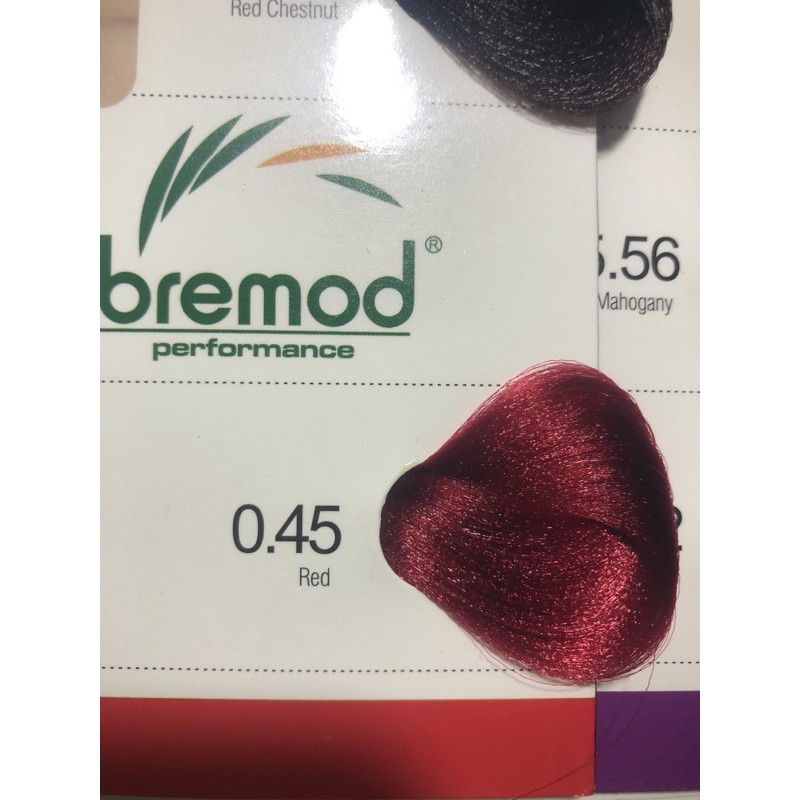 Red Chestnut
bremod®
performance
.56
Mahogany
0.45
Red